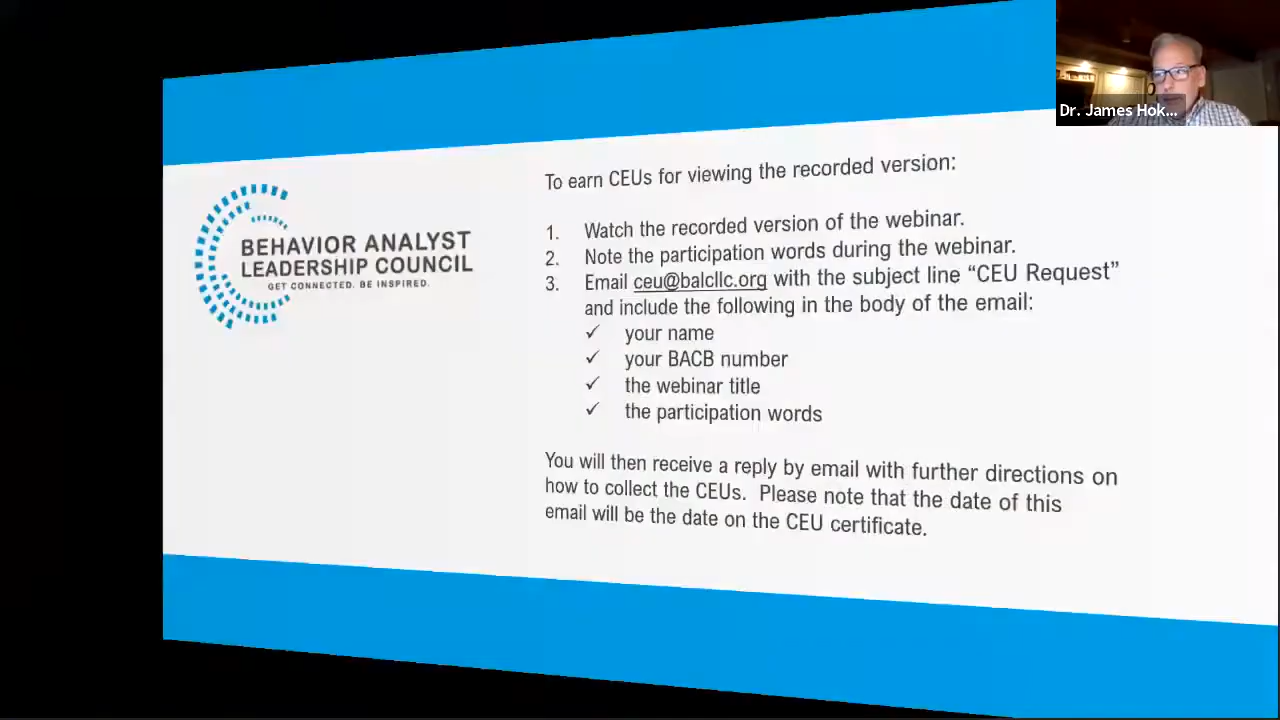 Dr. James Hok...
BEHAVIOR ANALYST
LEADERSHIP COUNCIL
GET CONNECTED. BE INSPIRED.
To earn CEUs for viewing the recorded version:
1. Watch the recorded version of the webinar.
2. Note the participation words during the webinar.
3. Email ceu@balcllc.org with the subject line “CEU Request”
and include the following in the body of the email:
✓ your name
✓ your BACB number
✓ the webinar title
✓ the participation words
You will then receive a reply by email with further directions on
how to collect the CEUs. Please note that the date of this
email will be the date on the CEU certificate.